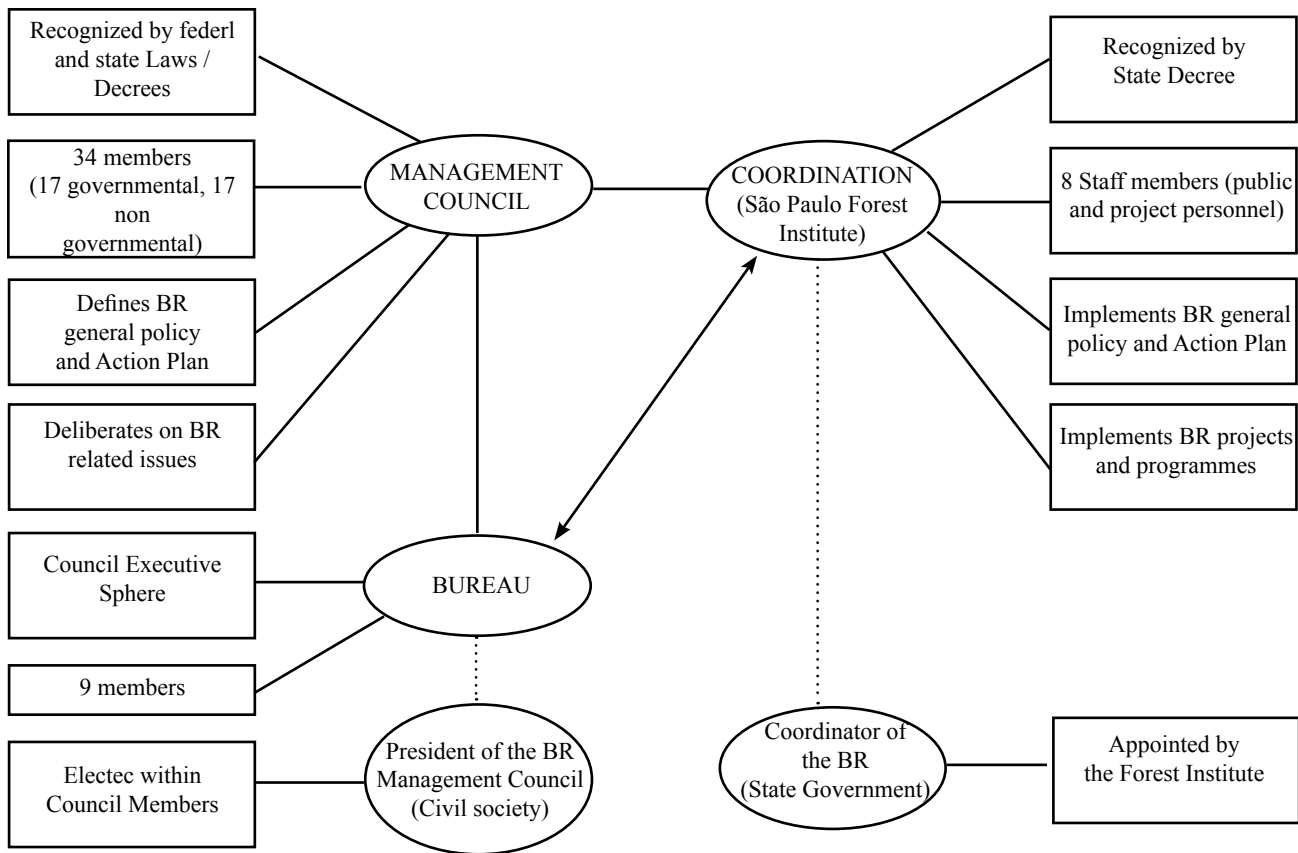 Recognized by federl
and state Laws /
Decrees
34 members
(17 governmental, 17
non
governmental)
Defines BR
general policy
and Action Plan
Deliberates on BR
related issues
Council Executive
Sphere
9 members
Electec within
Council Members
MANAGEMENT
COUNCIL
BUREAU
President of the BR
Management Council
(Civil society)
COORDINATION
(São Paulo Forest
Institute)
Coordinator of
the BR
(State Government)
Recognized by
State Decree
8 Staff members (public
and project personnel)
Implements BR general
policy and Action Plan
Implements BR projects
and programmes
Appointed by
the Forest Institute